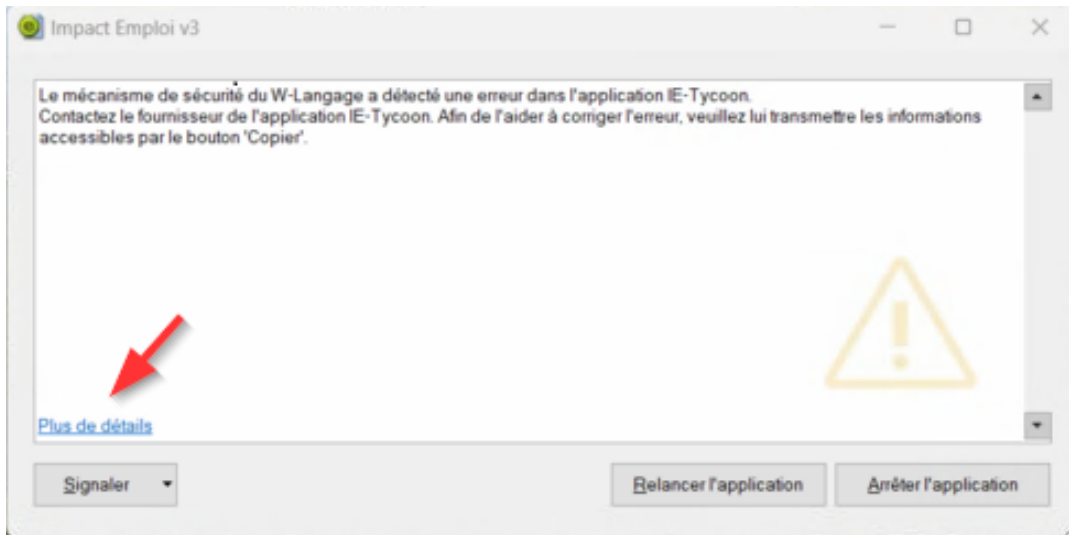 Impact Emploi v3
Le mécanisme de sécurité du W-Langage a détecté une erreur dans l'application IE-Tycoon.
Contactez le fournisseur de l'application IE-Tycoon. Afin de l'aider à corriger l'erreur, veuillez lui transmettre les informations
accessibles par le bouton 'Copier'.
Plus de détails
Signaler
Relancer l'application
Arrêter l'application